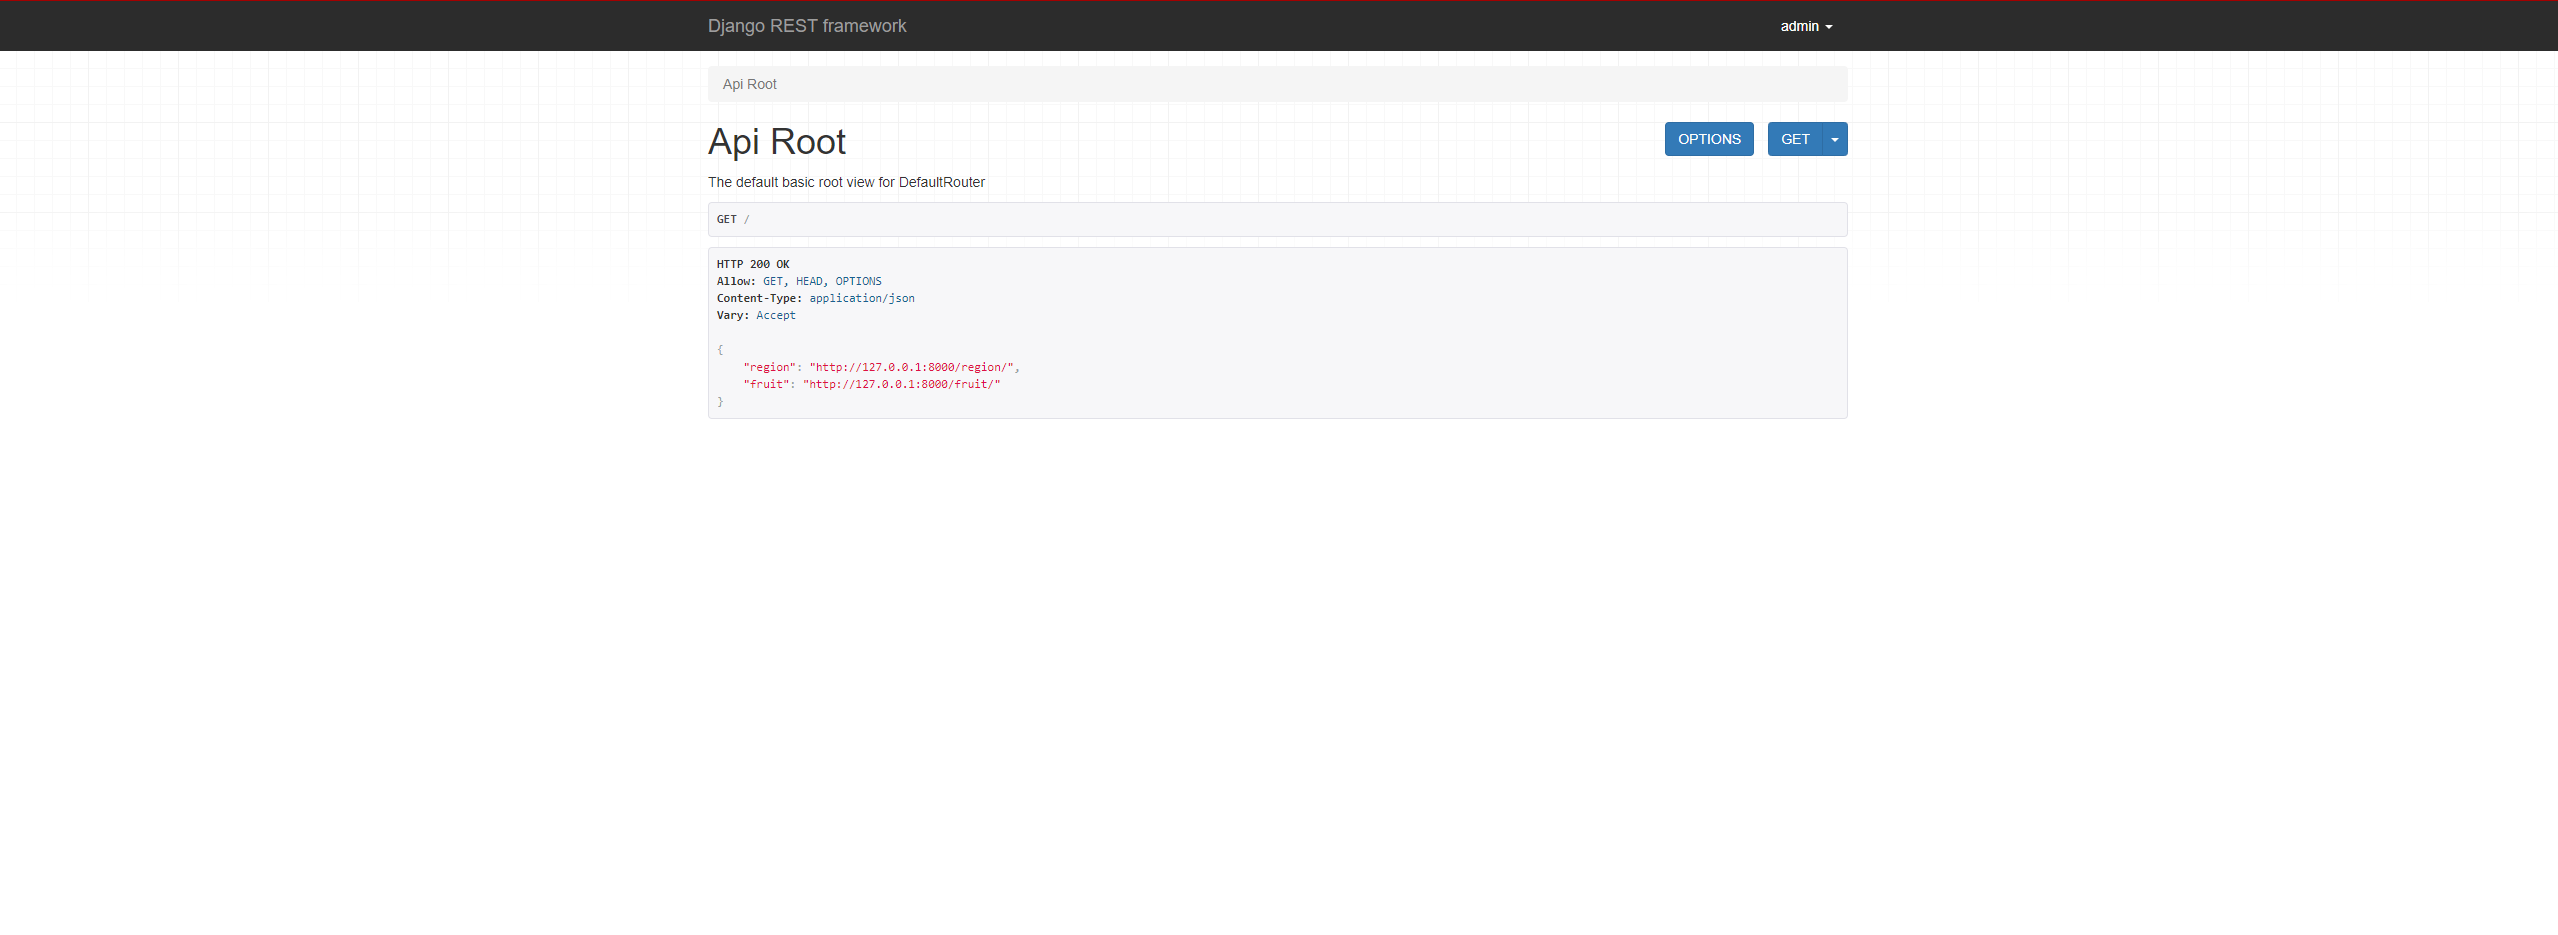 Django REST framework
admin
Api Root
Api Root
OPTIONS
GET
The default basic root view for DefaultRouter
GET /
HTTP 200 OK
Allow: GET, HEAD, OPTIONS
Content-Type: application/json
Vary: Accept
{
    "region": "http://127.0.0.1:8000/region/",
    "fruit": "http://127.0.0.1:8000/fruit/"
}